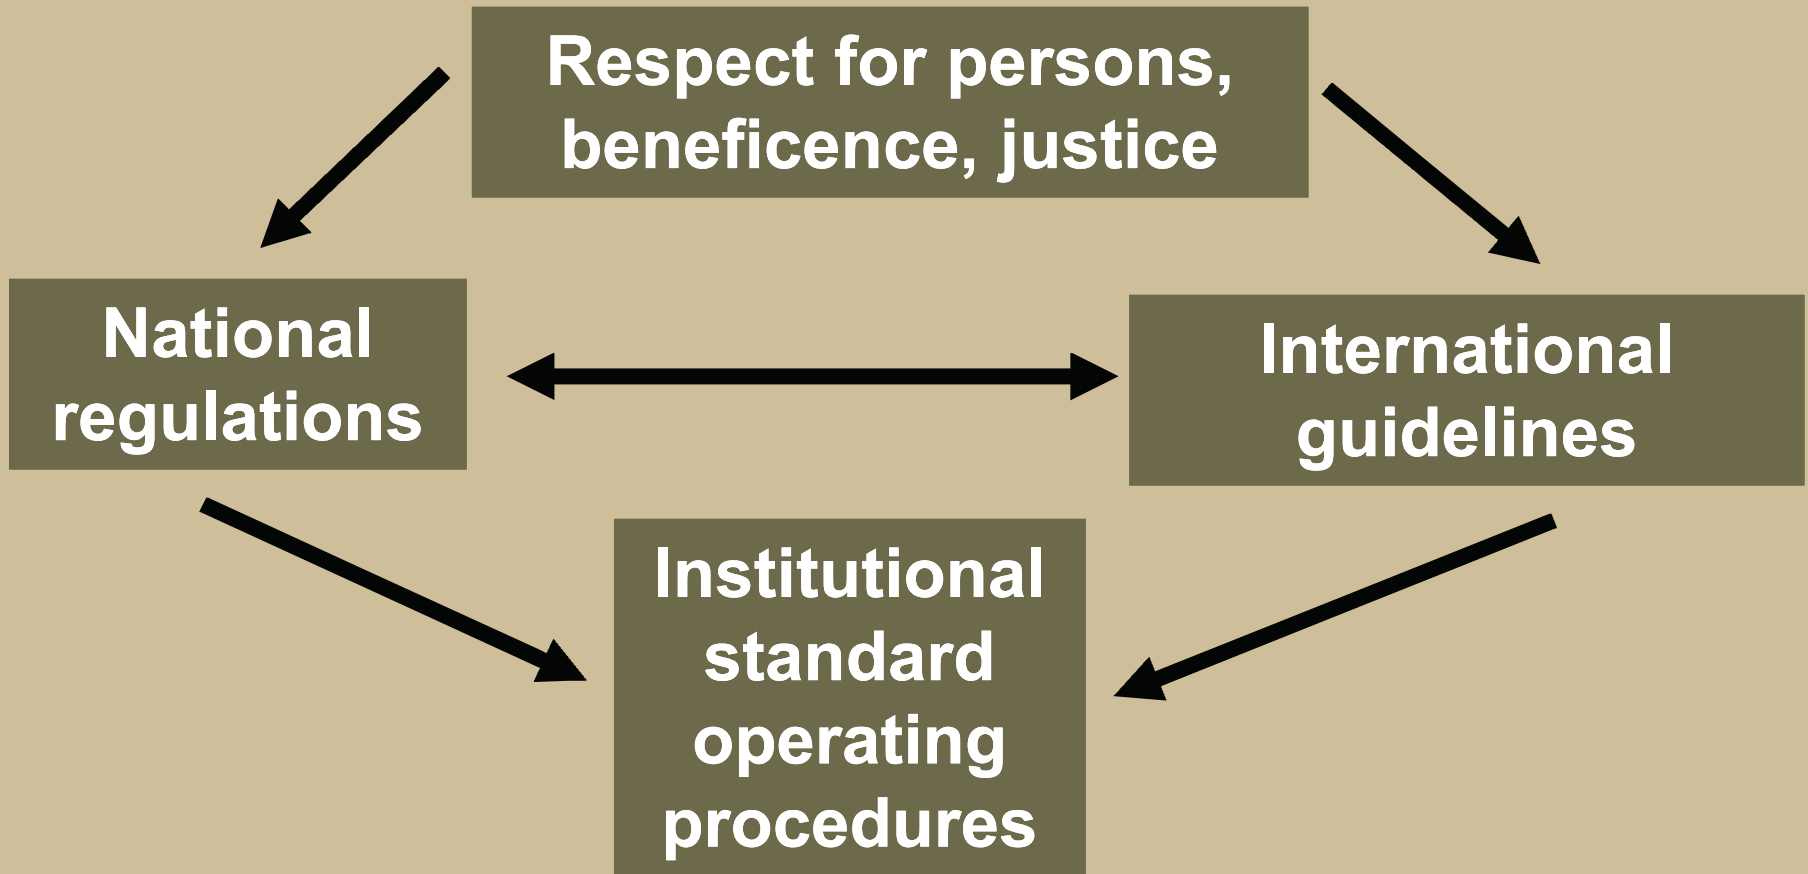 Respect for persons,
beneficence, justice
National
regulations
International
guidelines
Institutional
standard
operating
procedures